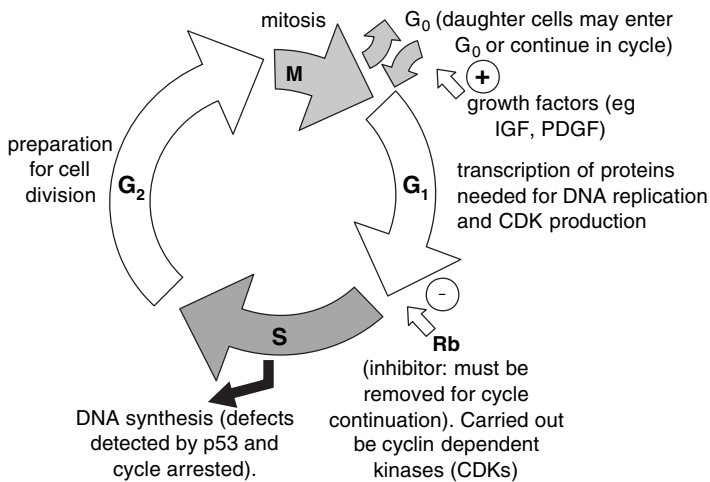 mitosis
G0 (daughter cells may enter
G0 or continue in cycle)
M
+
growth factors (eg
IGF, PDGF)
preparation
for cell
division
G2
G1
transcription of proteins
needed for DNA replication
and CDK production
-
S
Rb
(inhibitor: must be
removed for cycle
continuation). Carried out
be cyclin dependent
kinases (CDKs)
DNA synthesis (defects
detected by p53 and
cycle arrested).